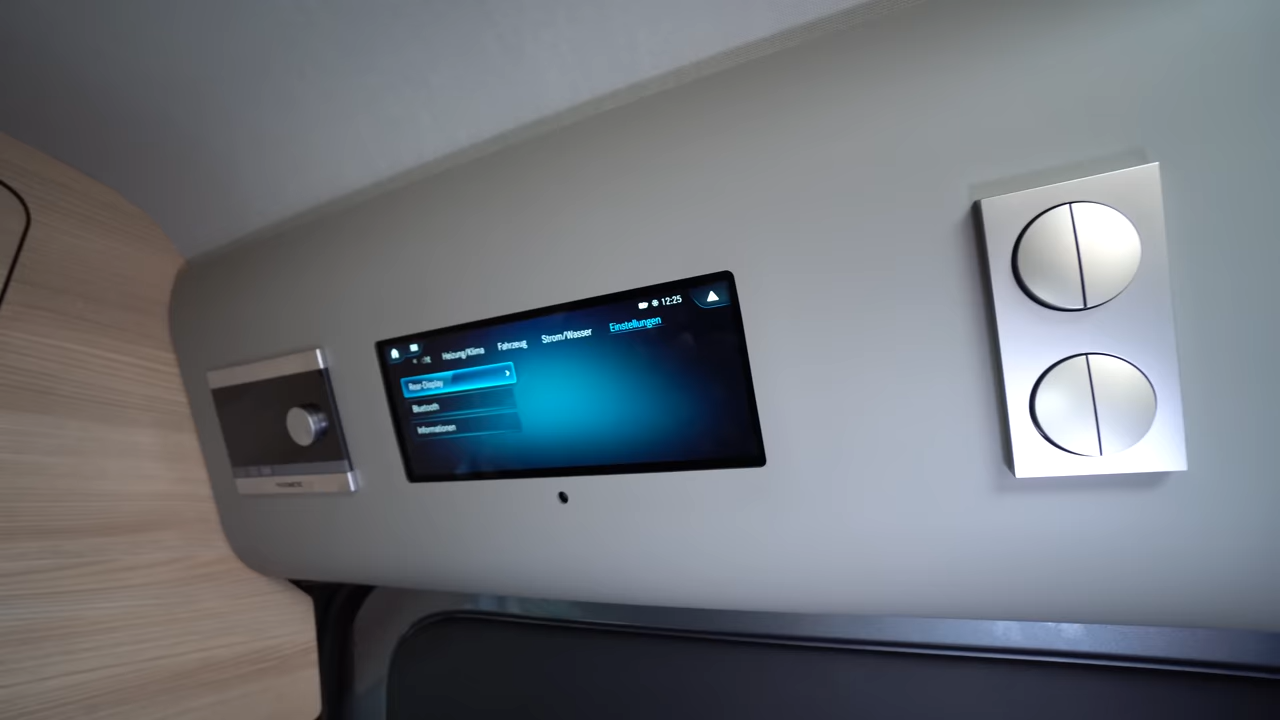 12:25
Heizung/Klima Fahrzeug Strom/Wasser Einstellungen
Rear-Display
Bluetooth
Informationen